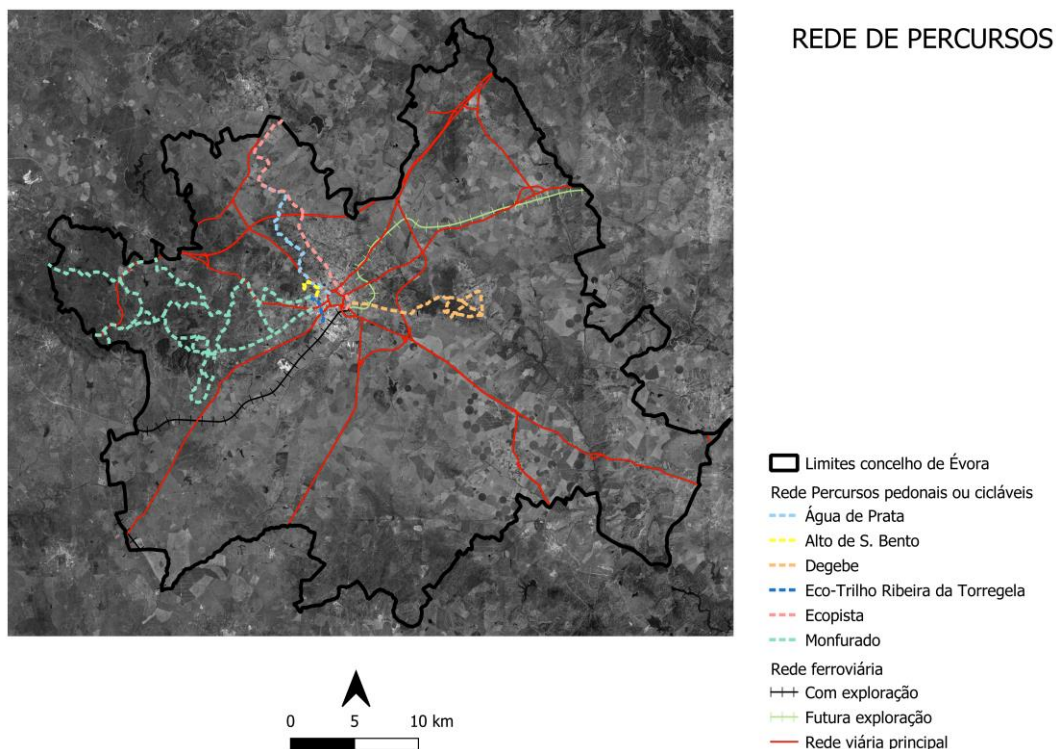 REDE DE PERCURSOS
Limites concelho de Évora
Rede Percursos pedonais ou cicláveis
Água de Prata
Alto de S. Bento
Degebe
Eco-Trilho Ribeira da Torregela
Ecopista
Monfurado
Rede ferroviária
Com exploração
Futura exploração
Rede viária principal
0 5 10 km